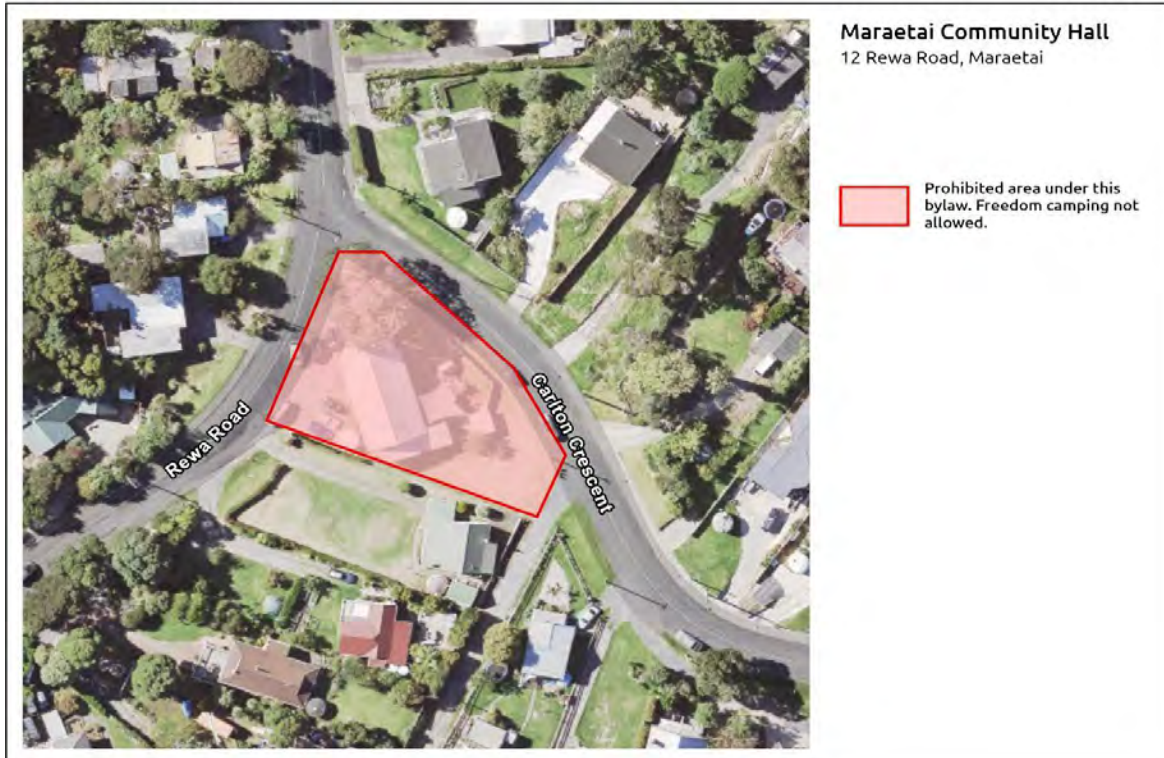 Maraetai Community Hall
12 Rewa Road, Maraetai
Prohibited area under this
bylaw. Freedom camping not
allowed.
Rewa Road
Carlton Crescent